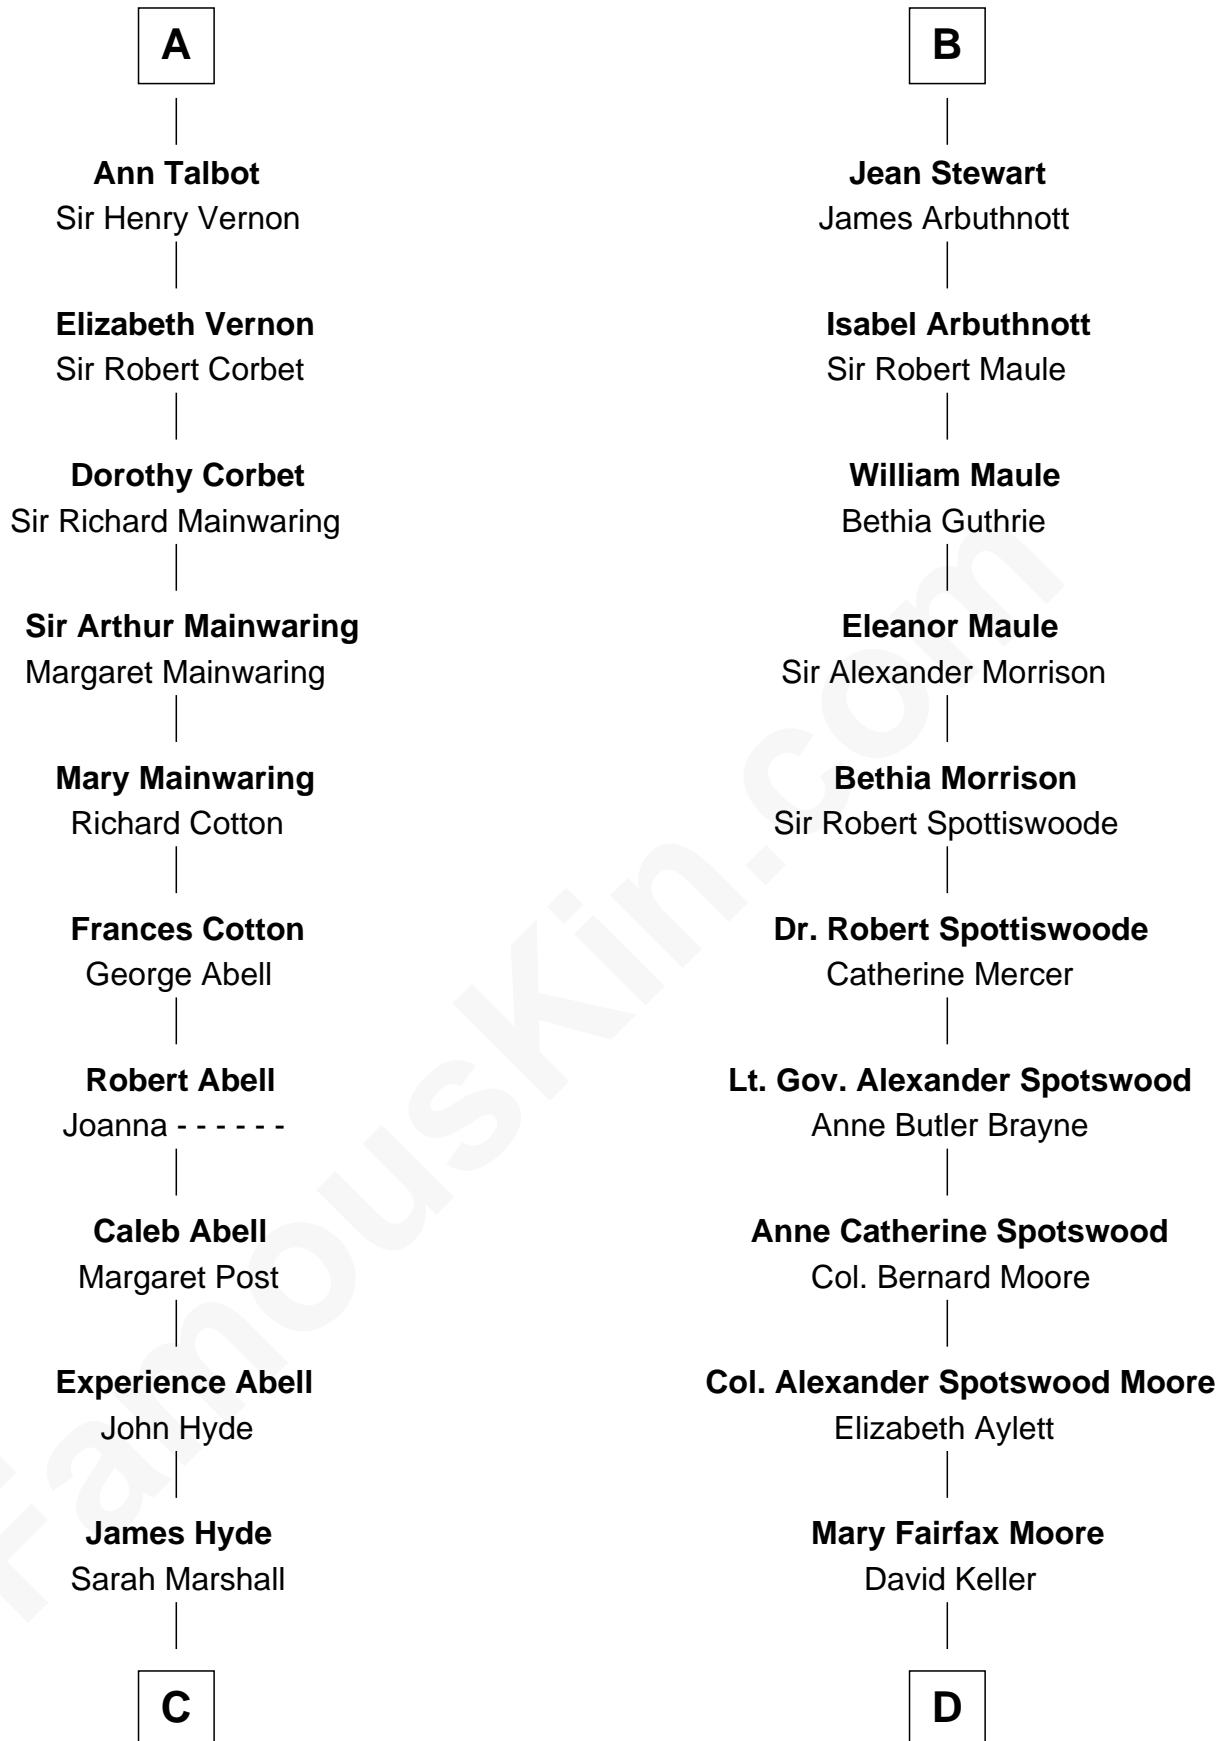 A
Ann Talbot
Sir Henry Vernon
Elizabeth Vernon
Sir Robert Corbet
Dorothy Corbet
Sir Richard Mainwaring
Sir Arthur Mainwaring
Margaret Mainwaring
Mary Mainwaring
Richard Cotton
Frances Cotton
George Abell
Robert Abell
Joanna - - - - - -
Caleb Abell
Margaret Post
Experience Abell
John Hyde
James Hyde
Sarah Marshall
C
B
Jean Stewart
James Arbuthnott
Isabel Arbuthnott
Sir Robert Maule
William Maule
Bethia Guthrie
Eleanor Maule
Sir Alexander Morrison
Bethia Morrison
Sir Robert Spottiswoode
Dr. Robert Spottiswoode
Catherine Mercer
Lt. Gov. Alexander Spotswood
Anne Butler Brayne
Anne Catherine Spotswood
Col. Bernard Moore
Col. Alexander Spotswood Moore
Elizabeth Aylett
Mary Fairfax Moore
David Keller
D
FamousKin.com